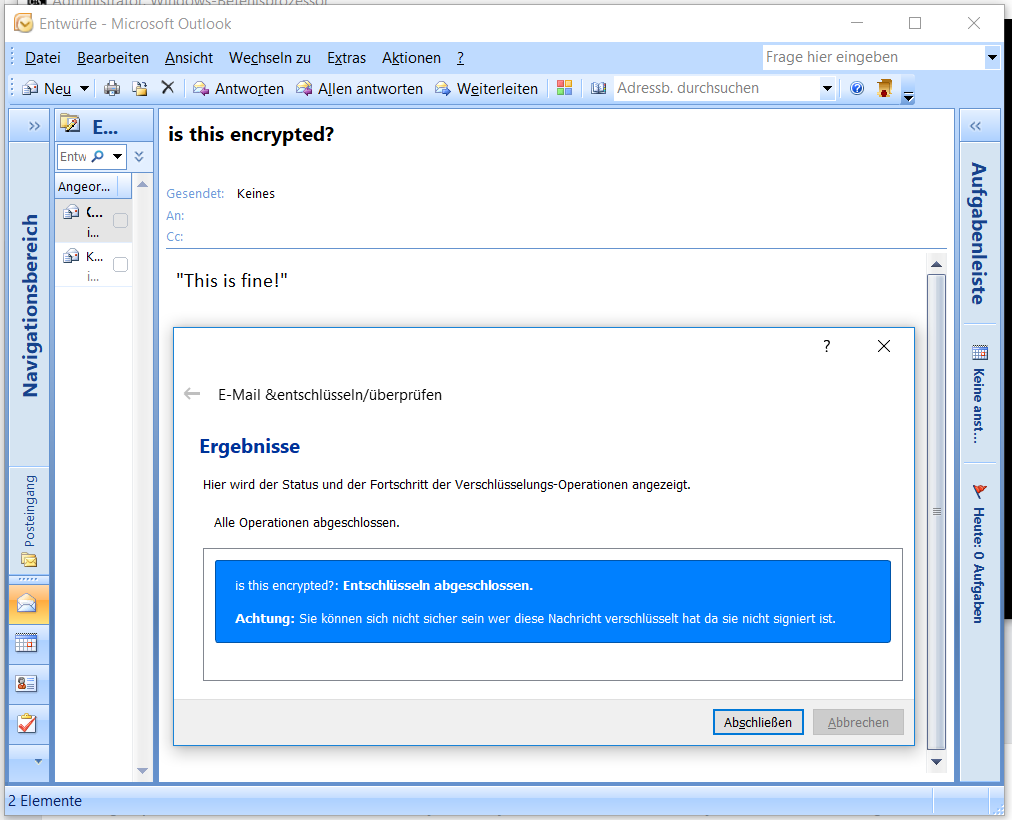 Administrator: Windows-Befehlsprozessor
Entwürfe - Microsoft Outlook
Datei Bearbeiten Ansicht Wechseln zu Extras Aktionen ?
Frage hier eingeben
Neu Antworten Allen antworten Weiterleiten Adressb. durchsuchen
E...
Entw
Angeor...
i...
K...
i...
Navigationsbereich
Posteingang
is this encrypted?
Gesendet: Keines
An:
Cc:
"This is fine!"
?
E-Mail &entschlüsseln/überprüfen
Ergebnisse
Hier wird der Status und der Fortschritt der Verschlüsselungs-Operationen angezeigt.
Alle Operationen abgeschlossen.
is this encrypted?: Entschlüsseln abgeschlossen.
Achtung: Sie können sich nicht sicher sein wer diese Nachricht verschlüsselt hat da sie nicht signiert ist.
Abschließen Abbrechen
Aufgabenleiste
Keine anst...
Heute: 0 Aufgaben
2 Elemente